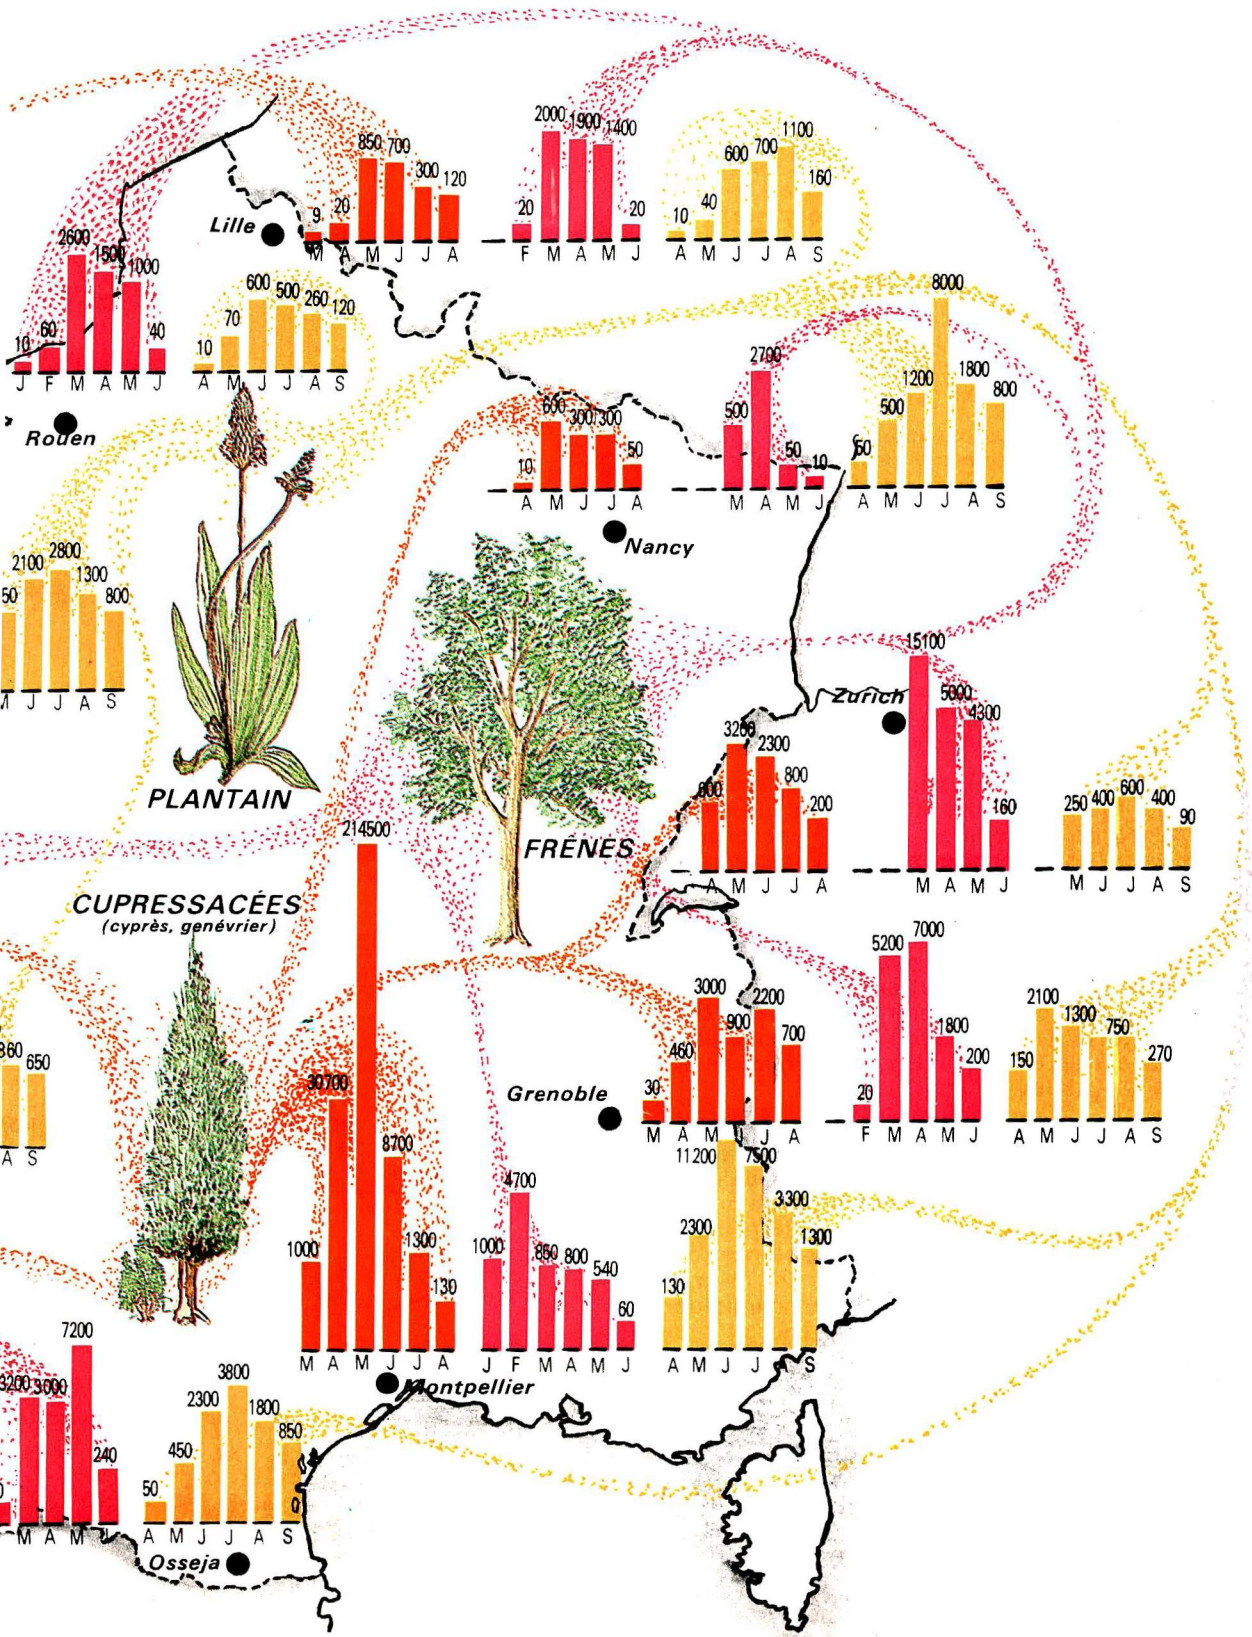 850 700
9 20 300 120
Lille
M A M J J A
2000 1900 1400
20 20
F M A M J
1100
600 700
10 40 160
A M J J A S
2600 1500 1000
10 60 40
J F M A M J
600 500 260 120
10 70
A M J J A S
Rouen
600 300 300
10 50
A M J J A
Nancy
2700
500 50 10
M A M J
8000
1200 1800
50 500 800
A M J J A S
2100 2800
50 1300 800
J J A S
PLANTAIN
FRÊNES
CUPRESSACÉES
(cyprès, genévrier)
Zurich
3200 2300
800 800 200
A M J J A
15100
5000 4300
160
M A M J
250 400 600 400 90
M J J A S
860 650
A S
Grenoble
3000 2200
30 460 900 700
M A M J J A
5200 7000
20 1800 200
F M A M J
2100 1300 750
150 270
A M J J A S
214500
30700
8700
1000 1300 130
M A M J J A
Montpellier
4700
1000 850 800 540 60
J F M A M J
11200 7500
2300 3300 1300
130
A M J J A S
7200
3200 3000
240
M A M J
3800
2300 1800
50 450 850
A M J J A S
Osseja